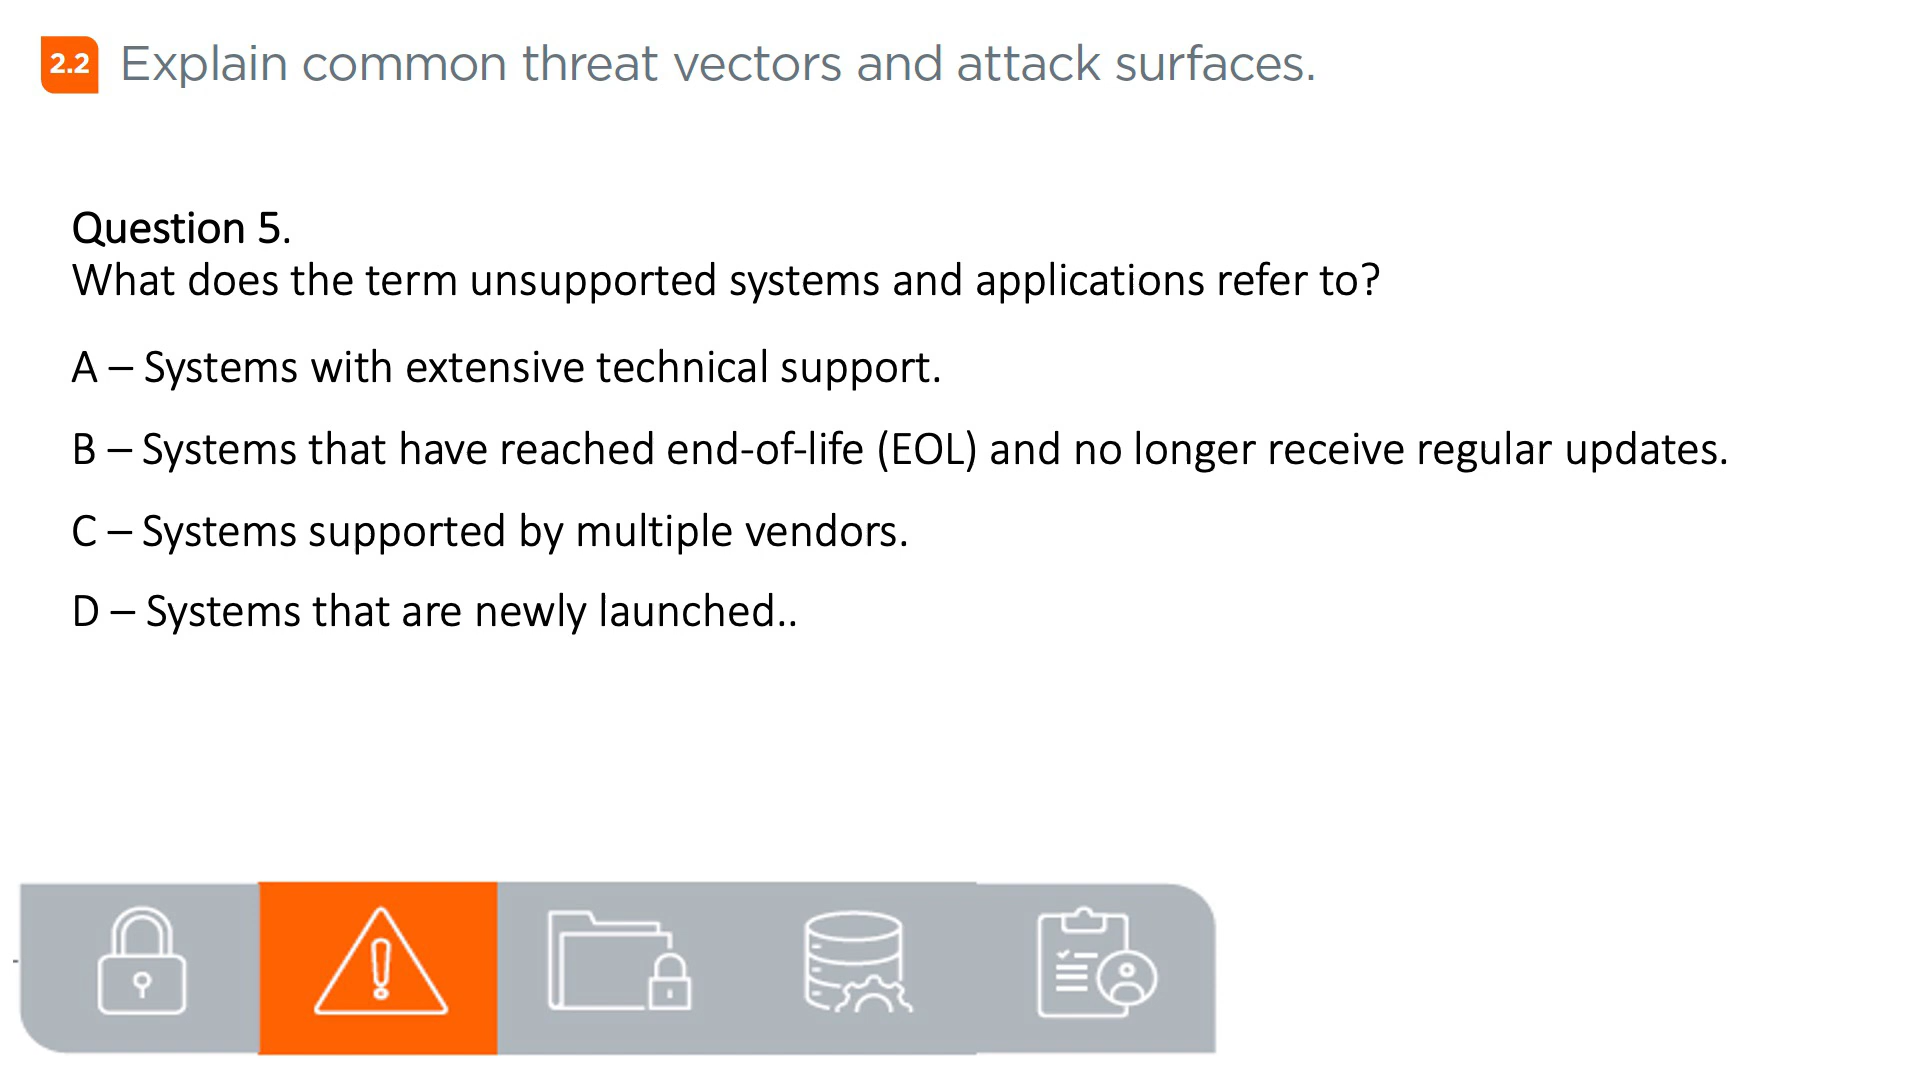 2.2 Explain common threat vectors and attack surfaces.
Question 5.
What does the term unsupported systems and applications refer to?
A – Systems with extensive technical support.
B – Systems that have reached end-of-life (EOL) and no longer receive regular updates.
C – Systems supported by multiple vendors.
D – Systems that are newly launched..